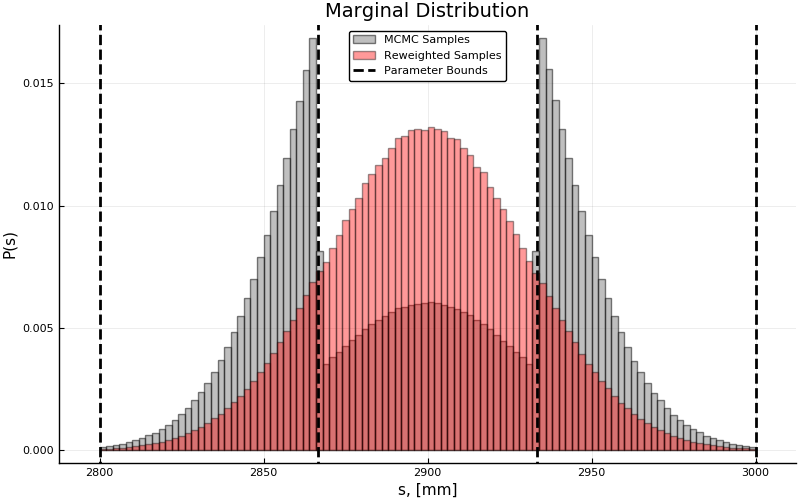 Marginal Distribution
MCMC Samples
Reweighted Samples
Parameter Bounds
P(s)
0.015
0.010
0.005
0.000
2800 2850 2900 2950 3000
s, [mm]